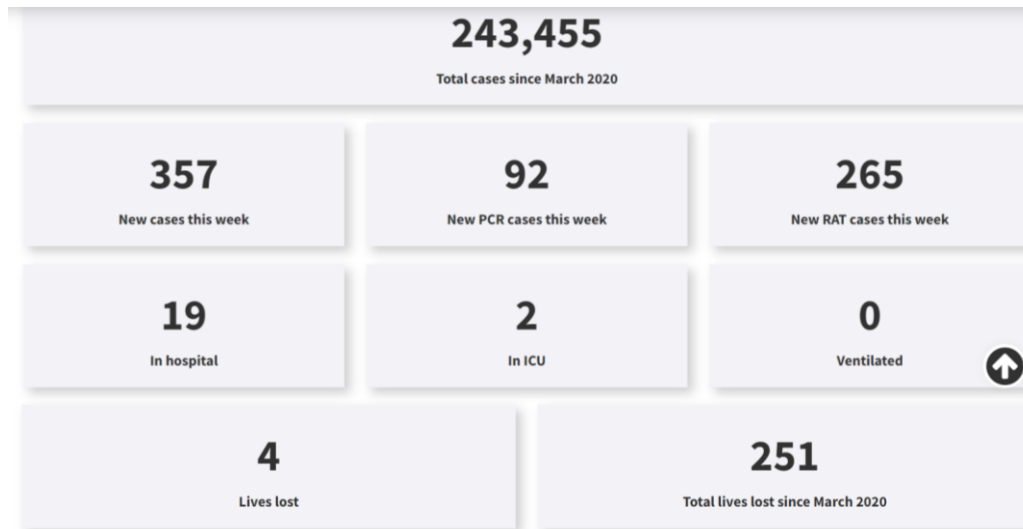 243,455
Total cases since March 2020
357
New cases this week
92
New PCR cases this week
265
New RAT cases this week
19
In hospital
2
In ICU
0
Ventilated
4
Lives lost
251
Total lives lost since March 2020